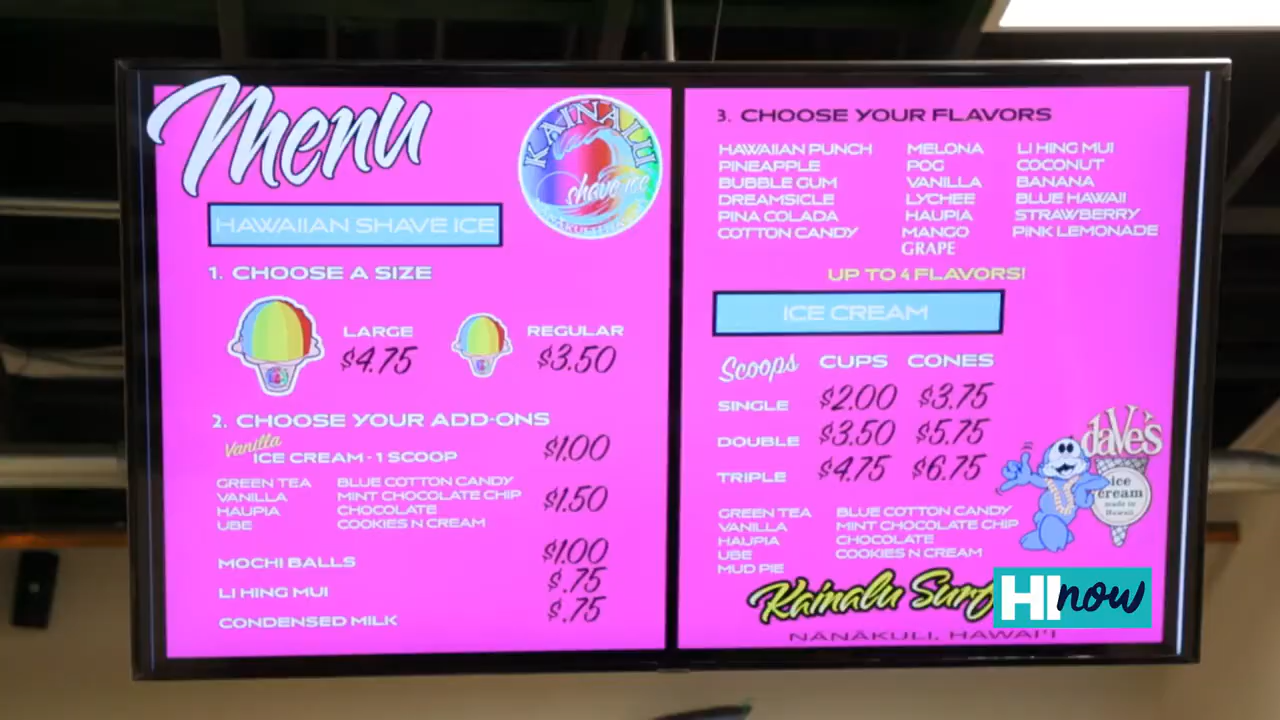 Menu
KAINALU
shave ice
HAWAIIAN SHAVE ICE
1. CHOOSE A SIZE
LARGE
$4.75
REGULAR
$3.50
2. CHOOSE YOUR ADD-ONS
Vanilla
ICE CREAM - 1 SCOOP $1.00
GREEN TEA BLUE COTTON CANDY
VANILLA MINT CHOCOLATE CHIP
HAUPIA CHOCOLATE
UBE COOKIES N CREAM
$1.50
MOCHI BALLS $1.00
LI HING MUI $.75
CONDENSED MILK $.75
3. CHOOSE YOUR FLAVORS
HAWAIIAN PUNCH MELONA LI HING MUI
PINEAPPLE POG COCONUT
BUBBLE GUM VANILLA BANANA
DREAMSICLE LYCHEE BLUE HAWAII
PINA COLADA HAUPIA STRAWBERRY
COTTON CANDY MANGO PINK LEMONADE
GRAPE
UP TO 4 FLAVORS!
ICE CREAM
Scoops CUPS CONES
SINGLE $2.00 $3.75
DOUBLE $3.50 $5.75
TRIPLE $4.75 $6.75
GREEN TEA BLUE COTTON CANDY
VANILLA MINT CHOCOLATE CHIP
HAUPIA CHOCOLATE
UBE COOKIES N CREAM
MUD PIE
daVe's
ice
cream
made in
Hawaii
Kainalu Surf
NANAKULI, HAWAI'I
HI now